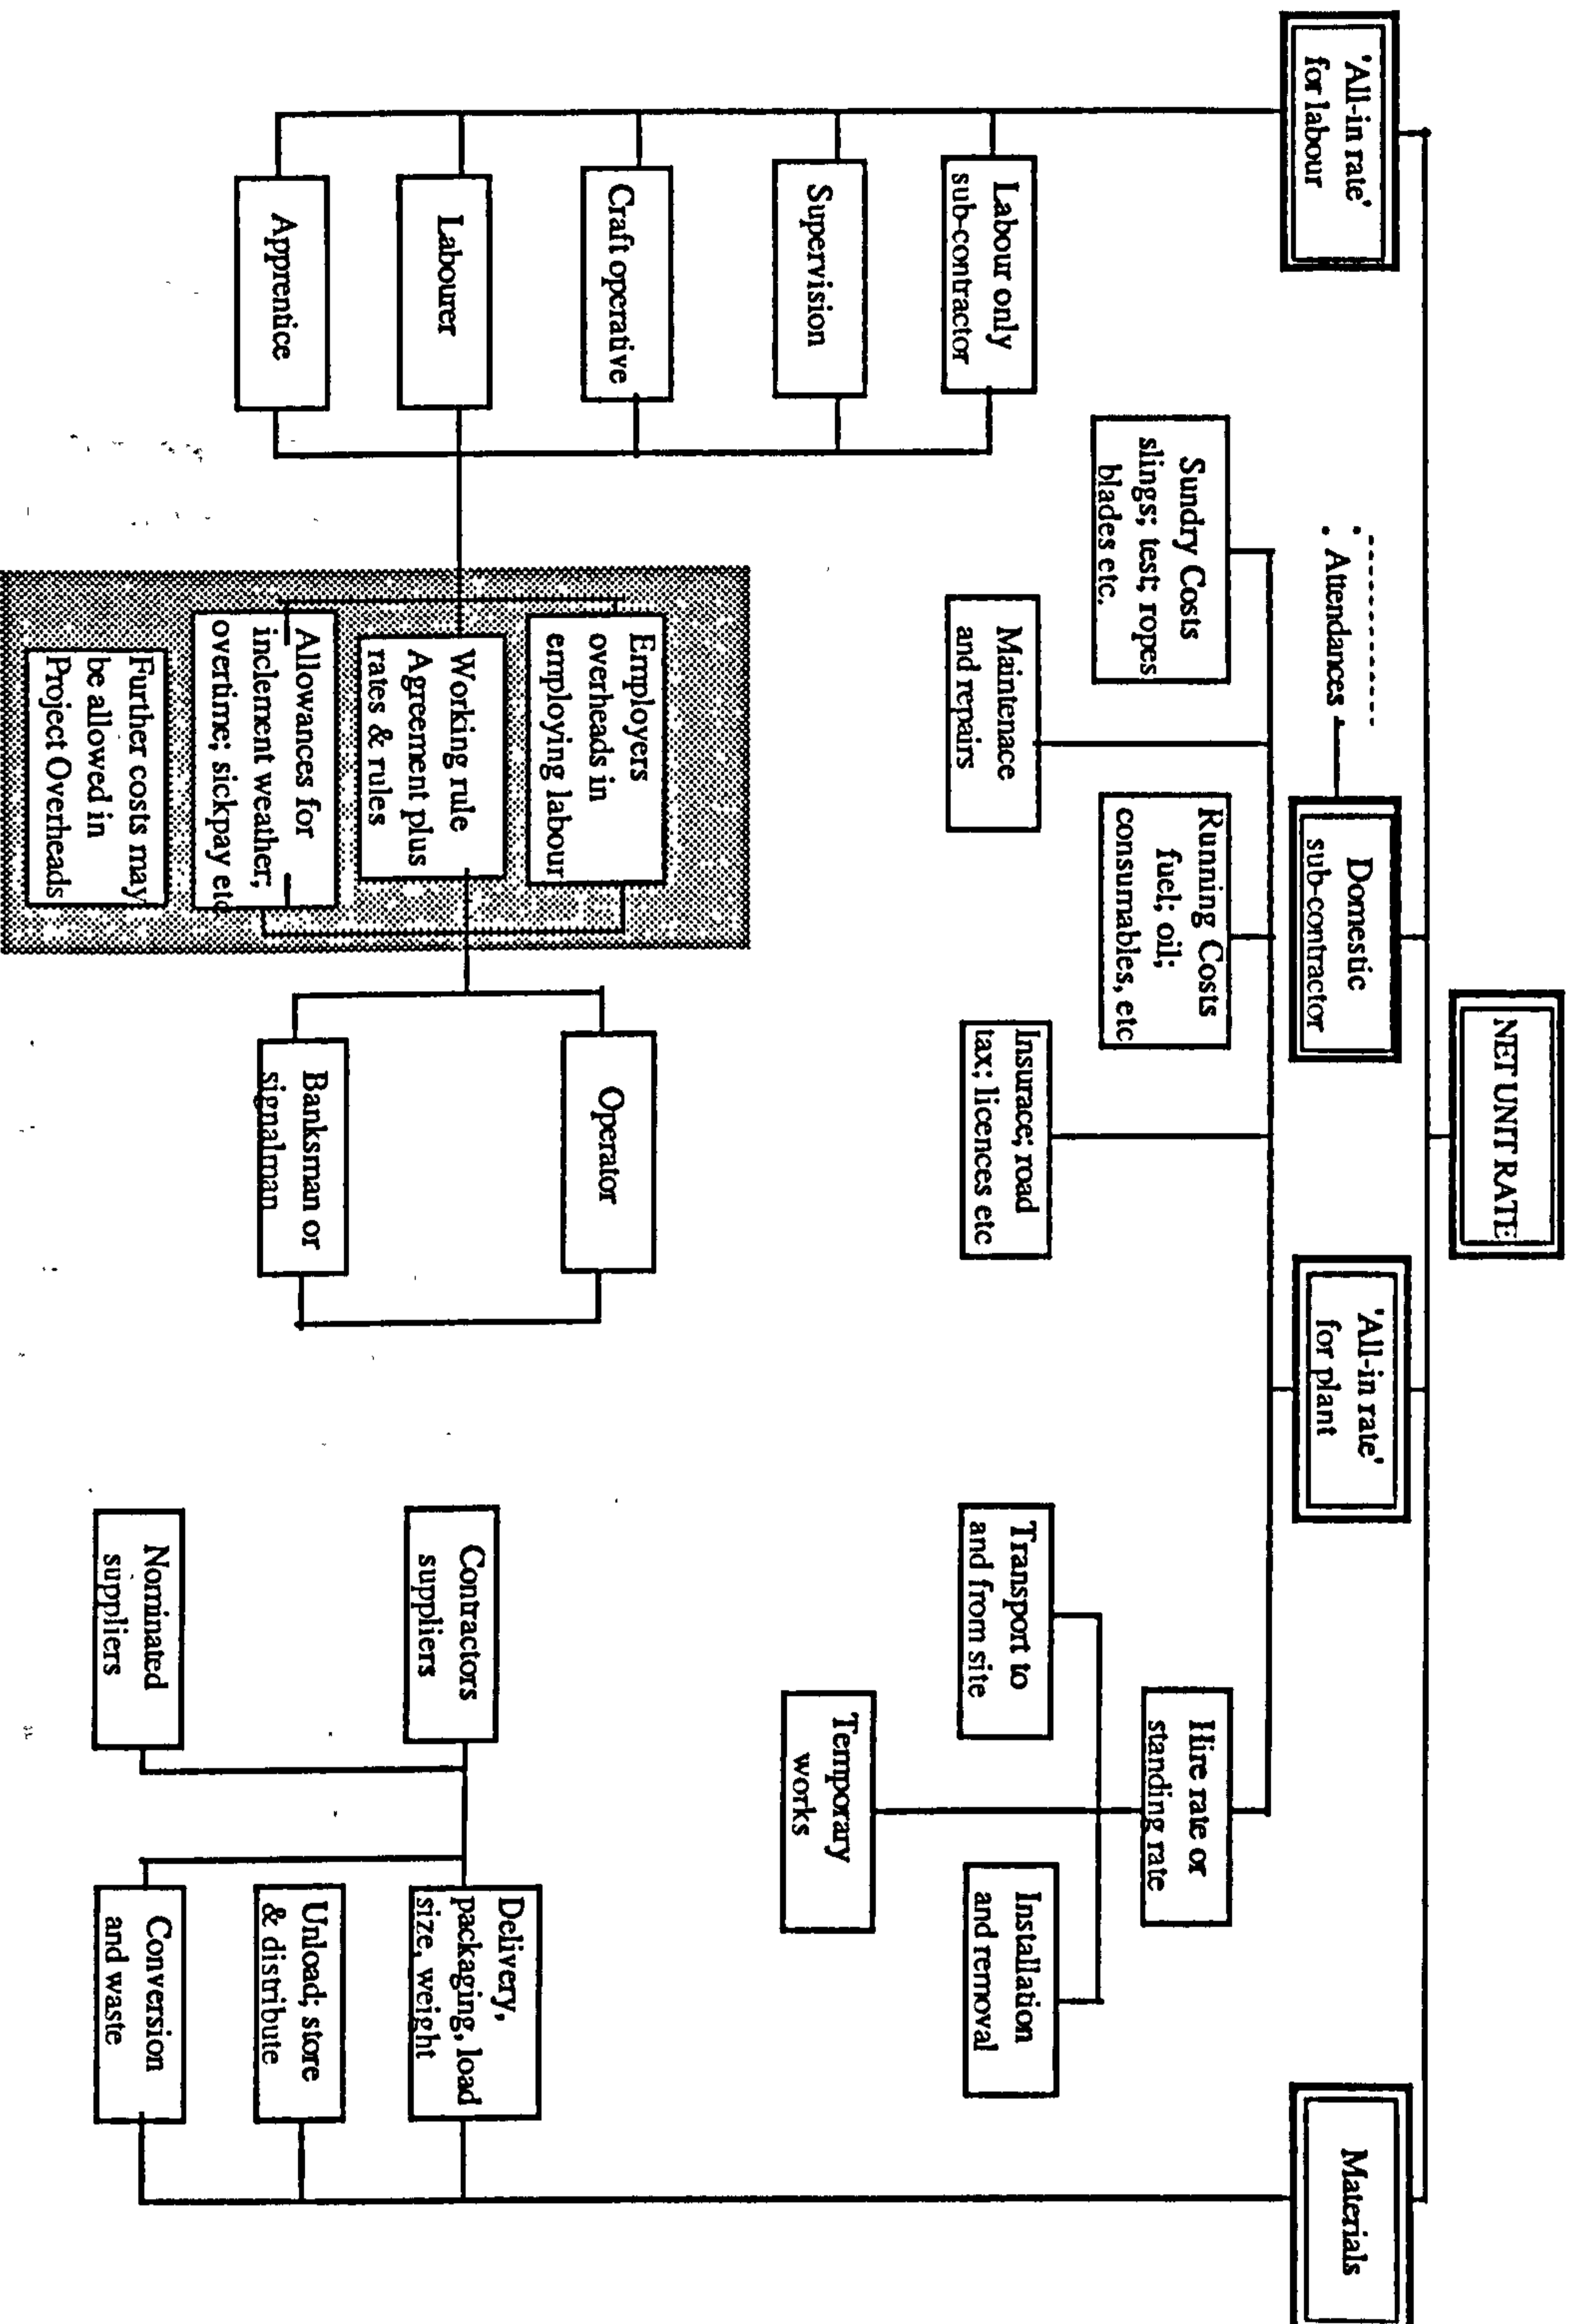 NET UNIT RATE
'All-in rate'
for labour
Domestic
sub-contractor
'All-in rate'
for plant
Materials
. Attendances
Labour only
sub-contractor
Supervision
Craft operative
Labourer
Apprentice
Sundry Costs
slings; test; ropes
blades etc.
Maintenace
and repairs
Running Costs
fuel; oil;
consumables, etc
Insurace; road
tax; licences etc
Hire rate or
standing rate
Transport to
and from site
Installation
and removal
Temporary
works
Employers
overheads in
employing labour
Working rule
Agreement plus
rates & rules
Allowances for
inclement weather;
overtime; sickpay etc
Further costs may
be allowed in
Project Overheads
Operator
Banksman or
signalman
Contractors
suppliers
Nominated
suppliers
Delivery,
packaging, load
size, weight
Unload; store
& distribute
Conversion
and waste